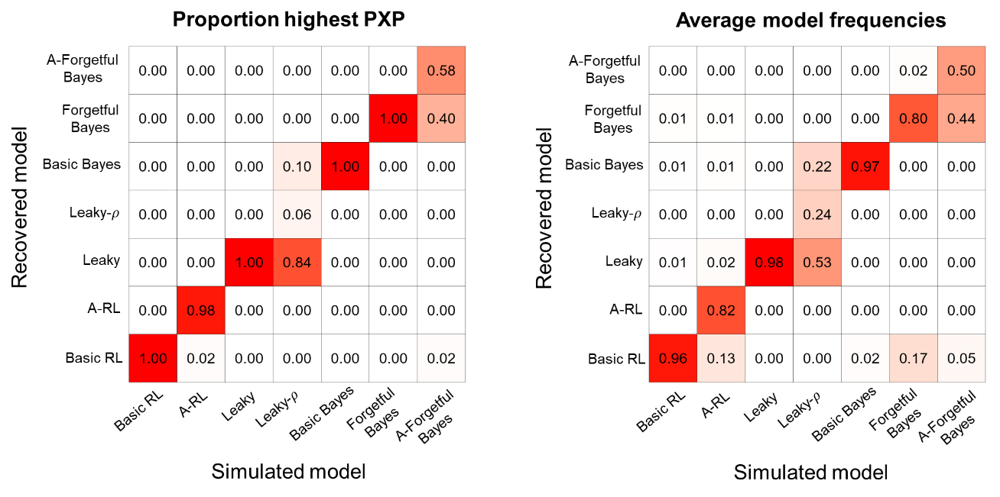 Proportion highest PXP
Recovered model
A-Forgetful
Bayes
0.00 0.00 0.00 0.00 0.00 0.00 0.58
Forgetful
Bayes
0.00 0.00 0.00 0.00 0.00 1.00 0.40
Basic Bayes 0.00 0.00 0.00 0.10 1.00 0.00 0.00
Leaky-ρ 0.00 0.00 0.00 0.06 0.00 0.00 0.00
Leaky 0.00 0.00 1.00 0.84 0.00 0.00 0.00
A-RL 0.00 0.98 0.00 0.00 0.00 0.00 0.00
Basic RL 1.00 0.02 0.00 0.00 0.00 0.00 0.02
Basic RL
A-RL
Leaky
Leaky-ρ
Basic Bayes
Forgetful
Bayes
A-Forgetful
Bayes
Simulated model
Average model frequencies
Recovered model
A-Forgetful
Bayes
0.00 0.00 0.00 0.00 0.00 0.02 0.50
Forgetful
Bayes
0.01 0.01 0.00 0.00 0.00 0.80 0.44
Basic Bayes 0.01 0.01 0.00 0.22 0.97 0.00 0.00
Leaky-ρ 0.00 0.00 0.00 0.24 0.00 0.00 0.00
Leaky 0.01 0.02 0.98 0.53 0.00 0.00 0.00
A-RL 0.00 0.82 0.00 0.00 0.00 0.00 0.00
Basic RL 0.96 0.13 0.00 0.00 0.02 0.17 0.05
Basic RL
A-RL
Leaky
Leaky-ρ
Basic Bayes
Forgetful
Bayes
A-Forgetful
Bayes
Simulated model